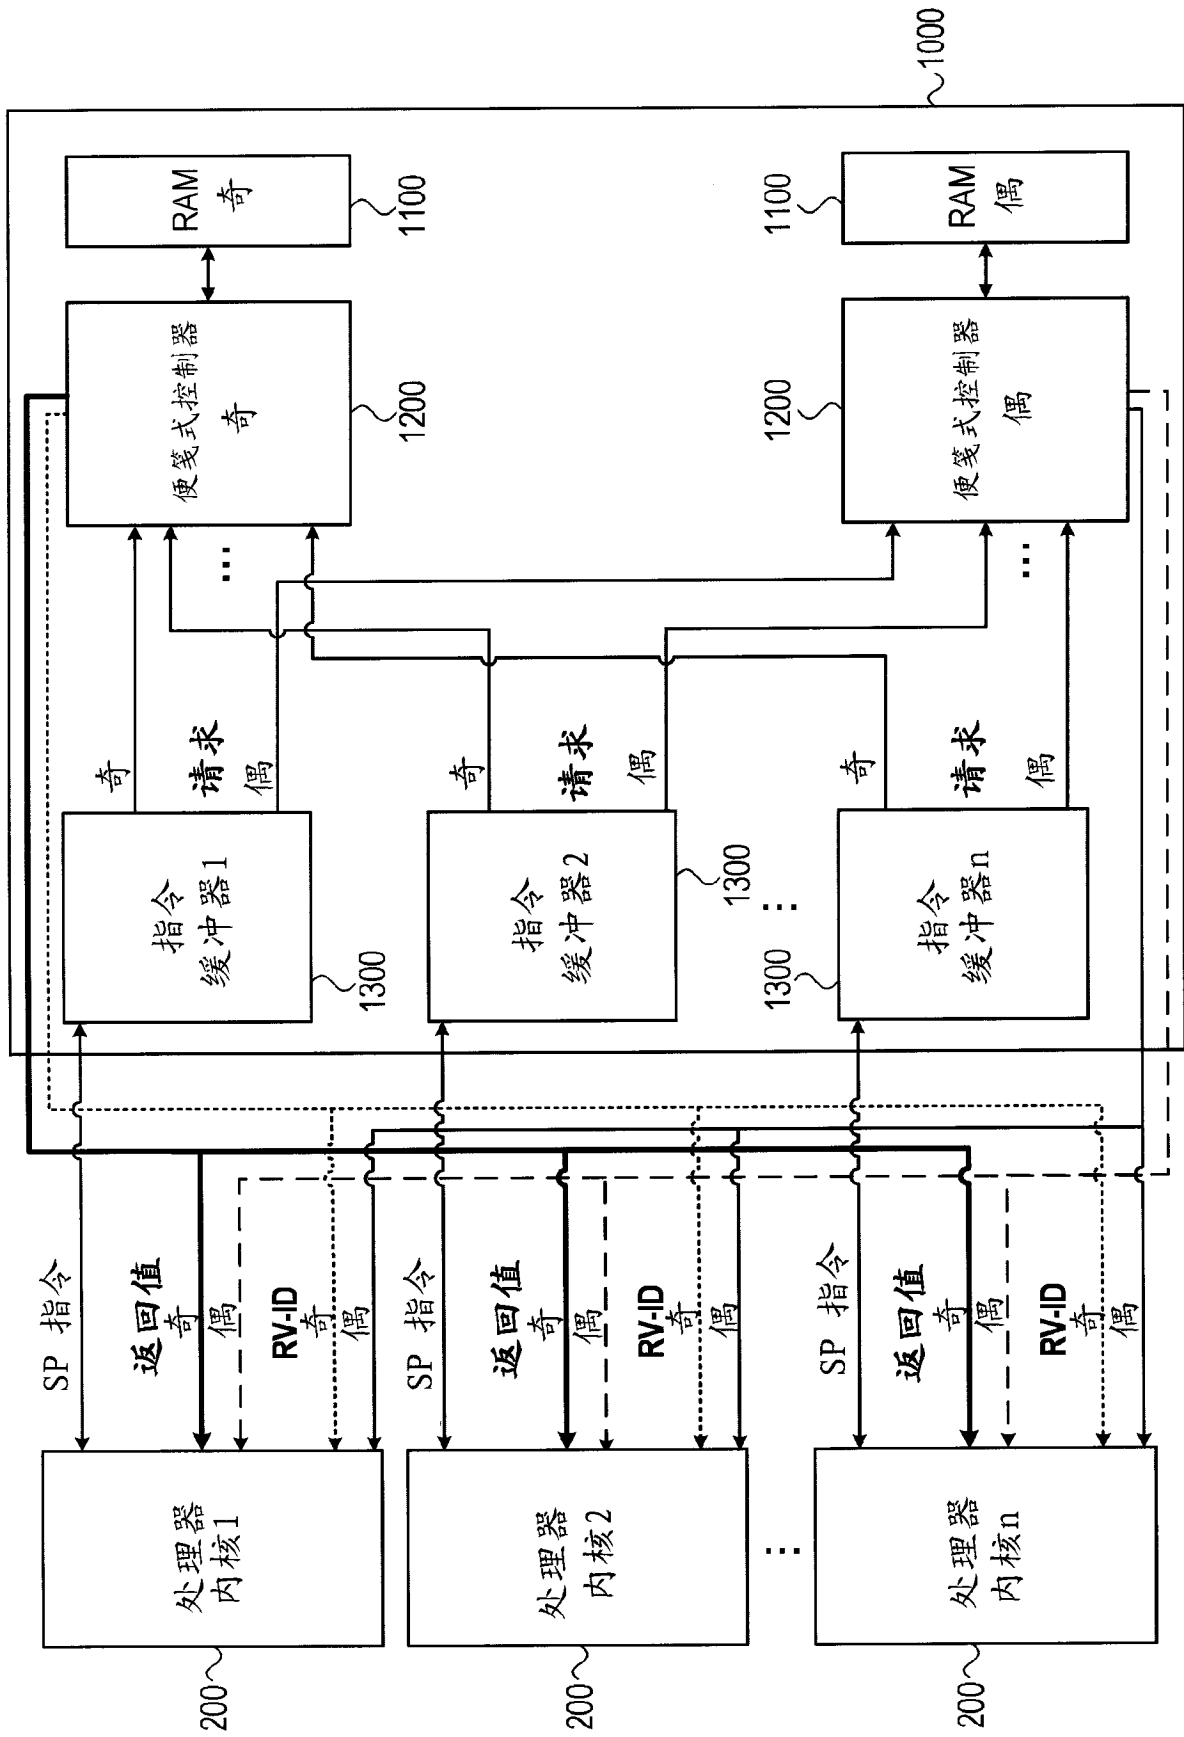 处理器
内核1
200
SP 指令
返回值
奇
偶
RV-ID
奇
偶
指令
缓冲器1
1300
奇
请求
偶
便笺式控制器
奇
1200
RAM
奇
1100
处理器
内核2
200
SP 指令
返回值
奇
偶
RV-ID
奇
偶
指令
缓冲器2
1300
奇
请求
偶
...
...
...
...
处理器
内核n
200
SP 指令
返回值
奇
偶
RV-ID
奇
偶
指令
缓冲器n
1300
奇
请求
偶
便笺式控制器
偶
1200
RAM
偶
1100
1000